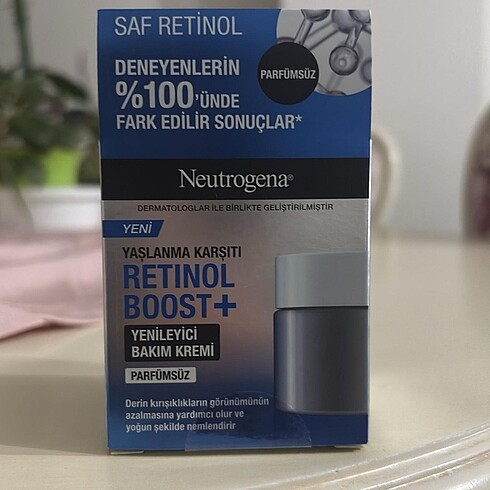 SAF RETİNOL
DENEYENLERİN
%100'ÜNDE
FARK EDİLİR SONUÇLAR*
PARFÜMSÜZ
Neutrogena®
DERMATOLOGLAR İLE BİRLİKTE GELİŞTİRİLMİŞTİR
YENİ
YAŞLANMA KARŞITI
RETINOL
BOOST+
YENİLEYİCİ
BAKIM KREMİ
PARFÜMSÜZ
Derin kırışıklıkların görünümünün
azalmasına yardımcı olur ve
yoğun şekilde nemlendirir